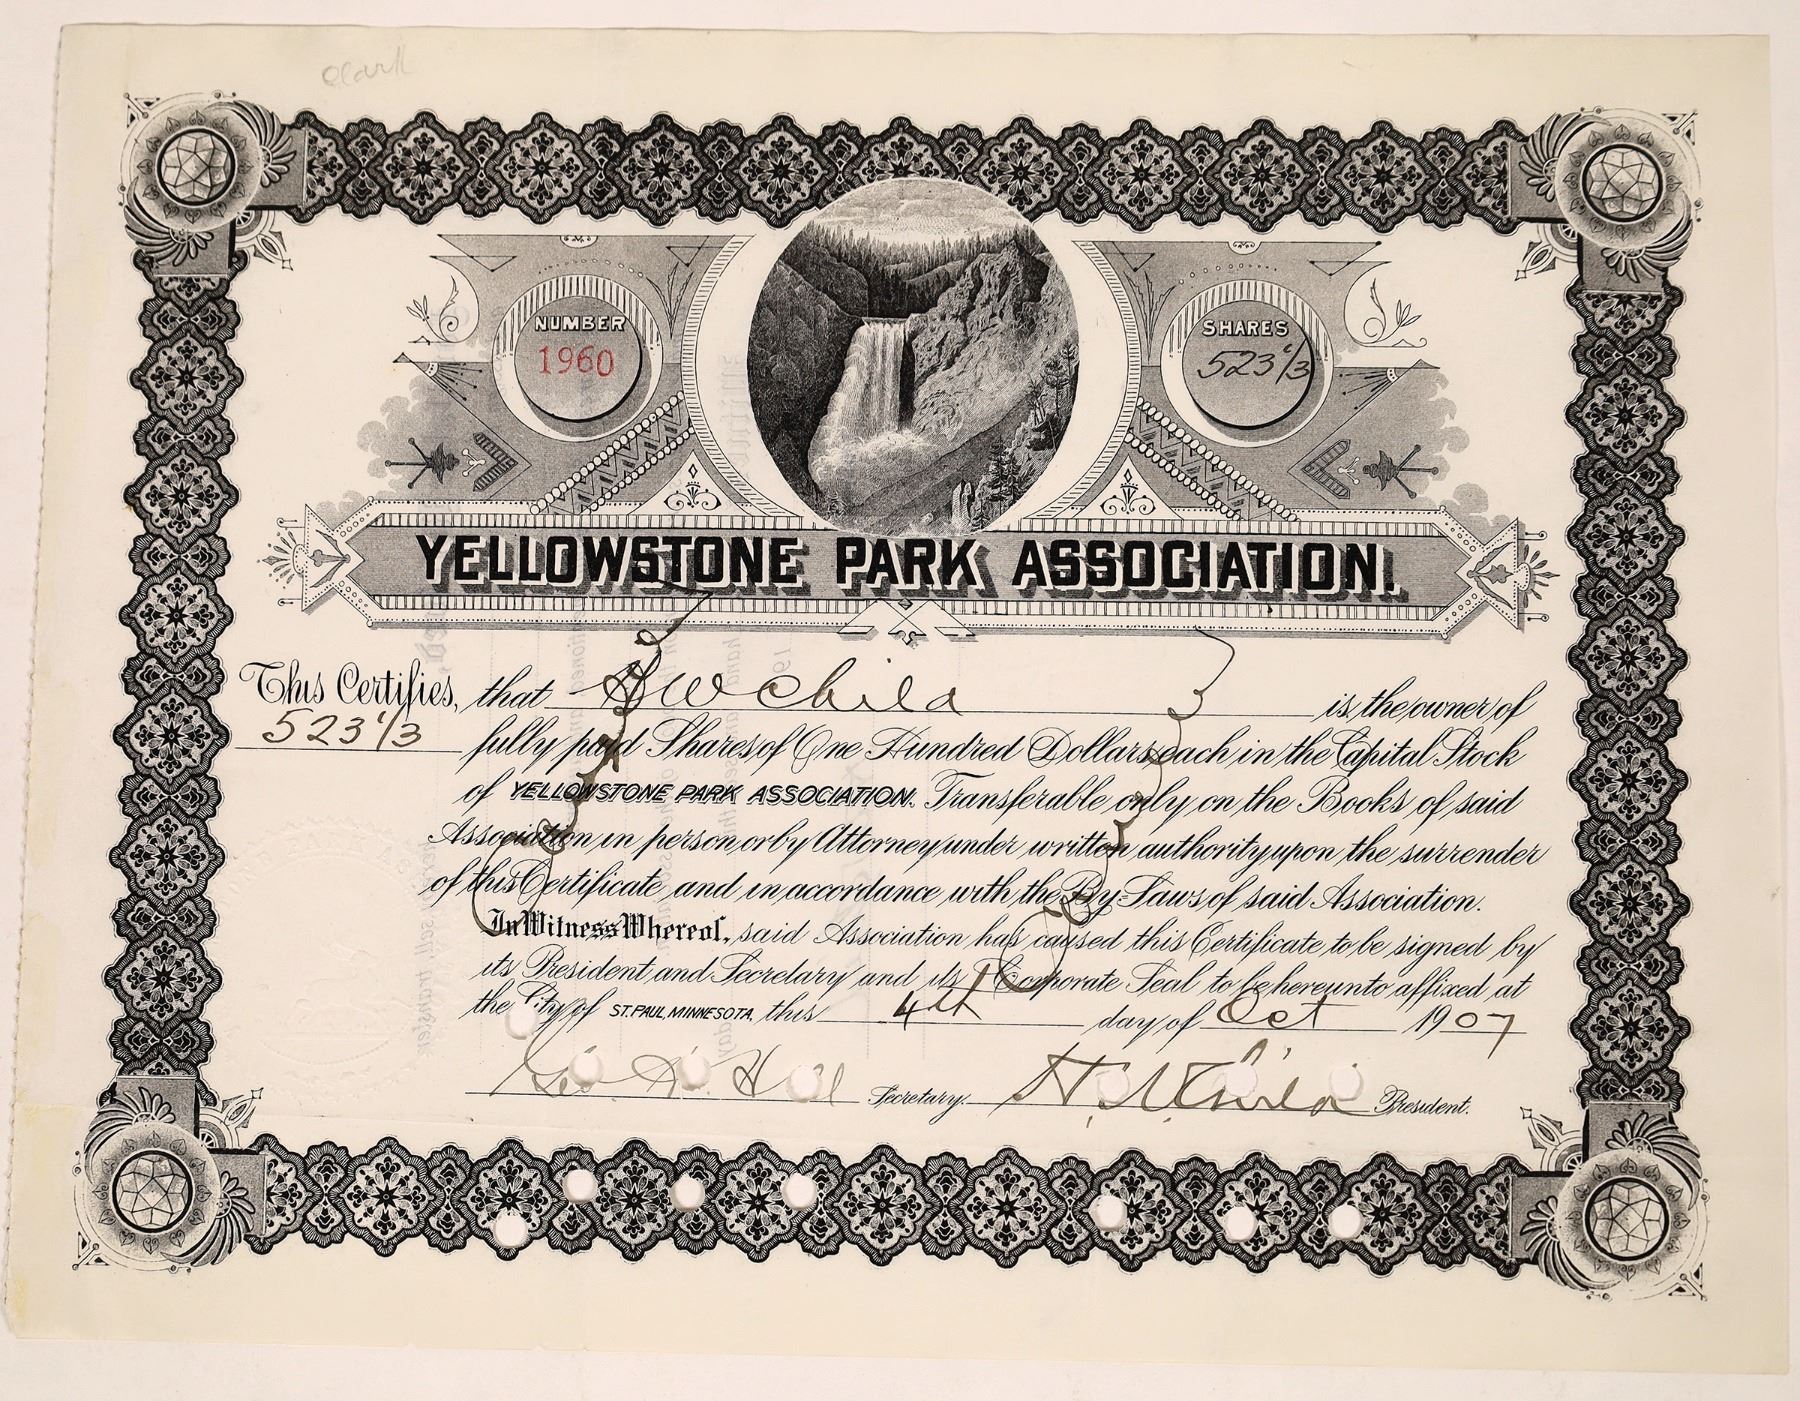 Clark
NUMBER
1960
SHARES
523 1/3
YELLOWSTONE PARK ASSOCIATION.
This Certifies, that H W Child is the owner of
523 1/3 fully paid Shares of One Hundred Dollars each in the Capital Stock
of YELLOWSTONE PARK ASSOCIATION. Transferable only on the Books of said
Association in person or by Attorney under written authority upon the surrender
of this Certificate and in accordance with the By-Laws of said Association.
In Witness Whereof, said Association has caused this Certificate to be signed by
its President and Secretary and its Corporate Seal to be hereunto affixed at
the City of ST. PAUL, MINNESOTA, this 4th day of Oct 1907
Secretary. H. W. Child President.